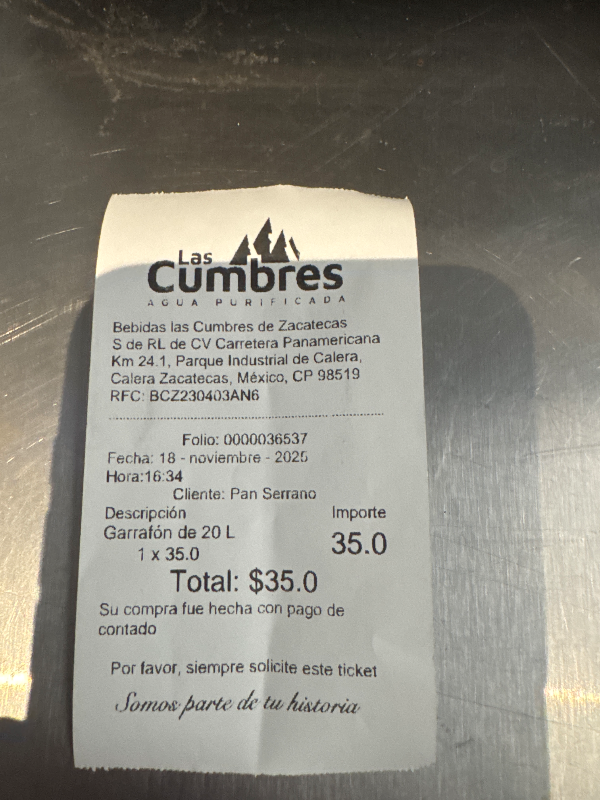 Las
Cumbres
AGUA PURIFICADA
Bebidas las Cumbres de Zacatecas
S de RL de CV Carretera Panamericana
Km 24.1, Parque Industrial de Calera,
Calera Zacatecas, México, CP 98519
RFC: BCZ230403AN6
Folio: 0000036537
Fecha: 18 - noviembre - 2025
Hora:16:34
Cliente: Pan Serrano
Descripción Importe
Garrafón de 20 L
1 x 35.0 35.0
Total: $35.0
Su compra fue hecha con pago de
contado
Por favor, siempre solicite este ticket
Somos parte de tu historia